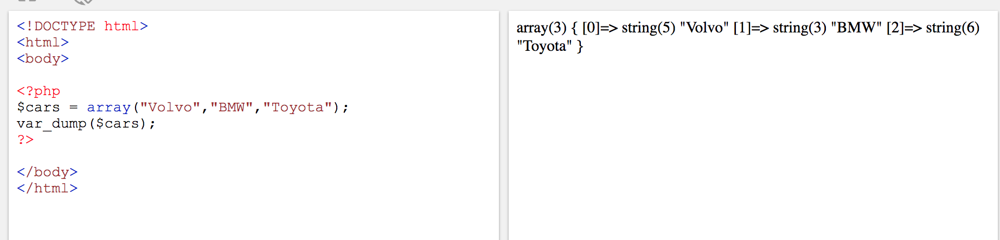 <!DOCTYPE html>
<html>
<body>
<?php
$cars = array("Volvo","BMW","Toyota");
var_dump($cars);
?>
</body>
</html>
array(3) { [0]=> string(5) "Volvo" [1]=> string(3) "BMW" [2]=> string(6)
"Toyota" }